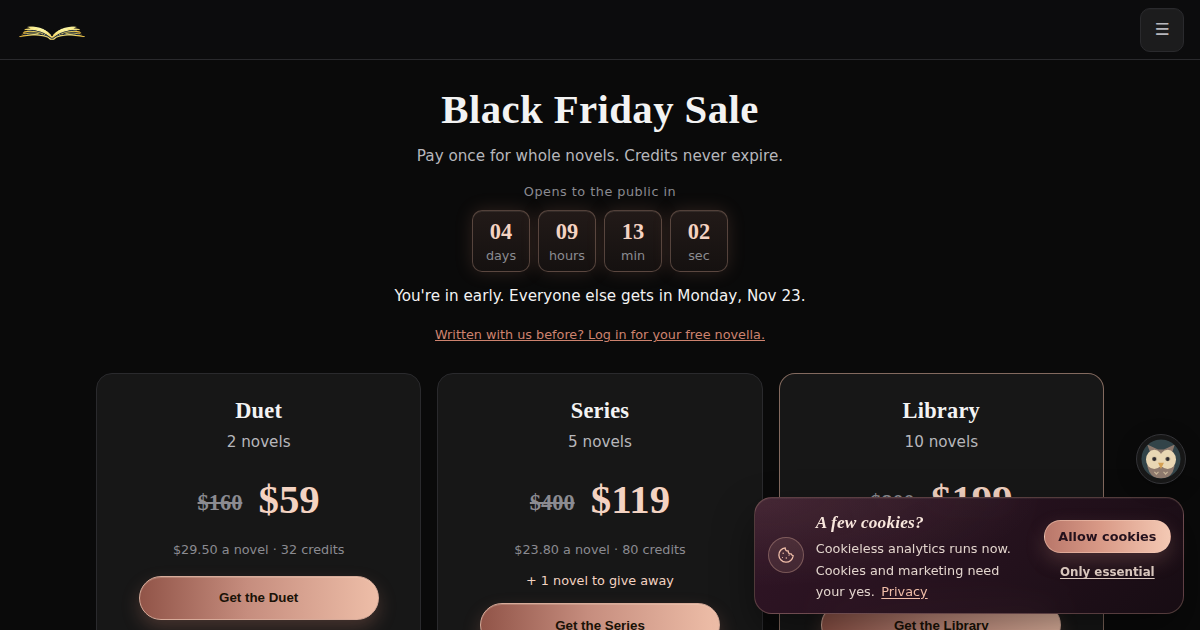 ☰
Black Friday Sale
Pay once for whole novels. Credits never expire.
Opens to the public in
04 09 13 02
days hours min sec
You're in early. Everyone else gets in Monday, Nov 23.
Written with us before? Log in for your free novella.
Duet
2 novels
$160 $59
$29.50 a novel · 32 credits
Get the Duet
Series
5 novels
$400 $119
$23.80 a novel · 80 credits
+ 1 novel to give away
Get the Series
Library
10 novels
$199
Get the Library
A few cookies?
Cookieless analytics runs now.
Cookies and marketing need
your yes. Privacy
Allow cookies
Only essential